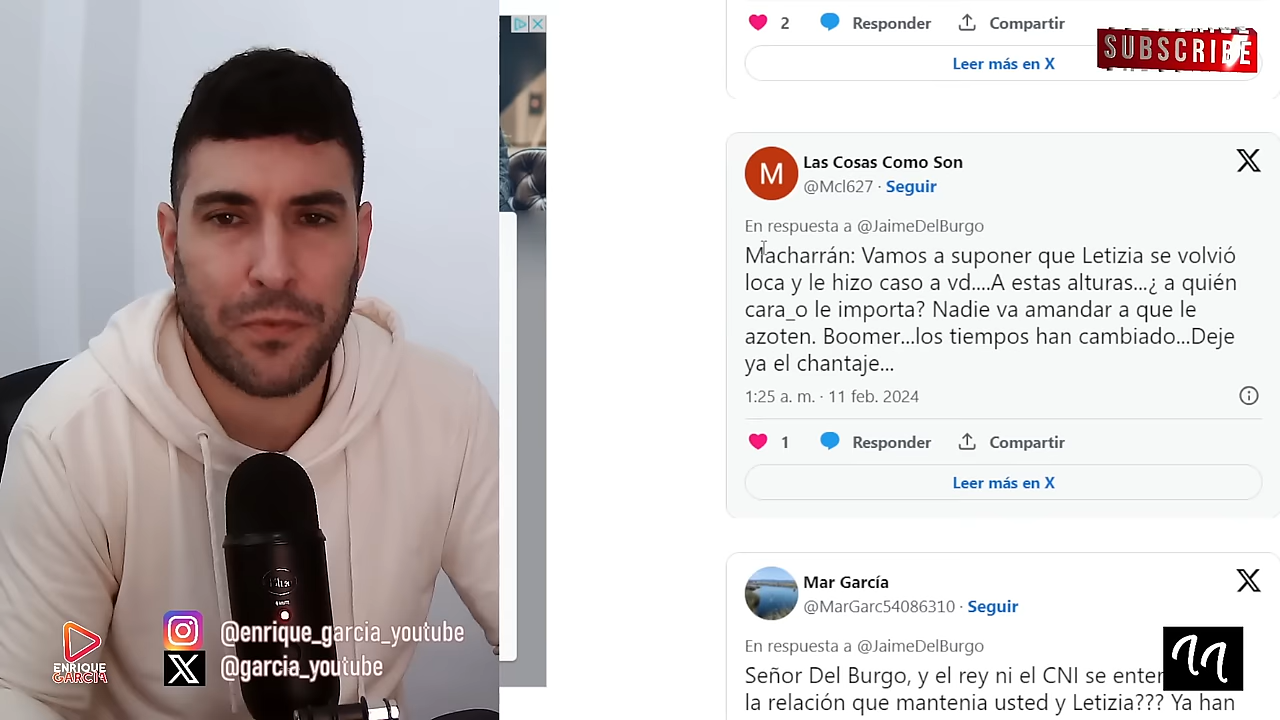 2 Responder Compartir
Leer más en X
SUBSCRIBE
M
Las Cosas Como Son
@Mcl627 · Seguir
En respuesta a @JaimeDelBurgo
Macharrán: Vamos a suponer que Letizia se volvió
loca y le hizo caso a vd....A estas alturas...¿ a quién
cara_o le importa? Nadie va amandar a que le
azoten. Boomer...los tiempos han cambiado...Deje
ya el chantaje...
1:25 a. m. · 11 feb. 2024
1 Responder Compartir
Leer más en X
Mar García
@MarGarc54086310 · Seguir
En respuesta a @JaimeDelBurgo
Señor Del Burgo, y el rey ni el CNI se enter
la relación que mantenia usted y Letizia??? Ya han
Blue
@enrique_garcia_youtube
@garcia_youtube
ENRIQUE
GARCIA